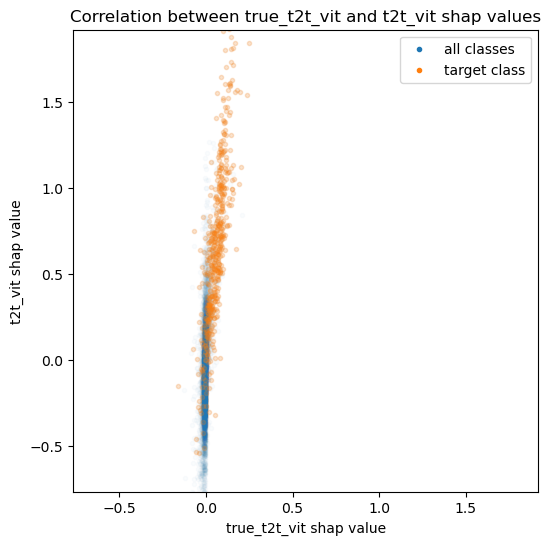 Correlation between true_t2t_vit and t2t_vit shap values
all classes
target class
t2t_vit shap value
1.5
1.0
0.5
0.0
−0.5
−0.5
0.0
0.5
1.0
1.5
true_t2t_vit shap value